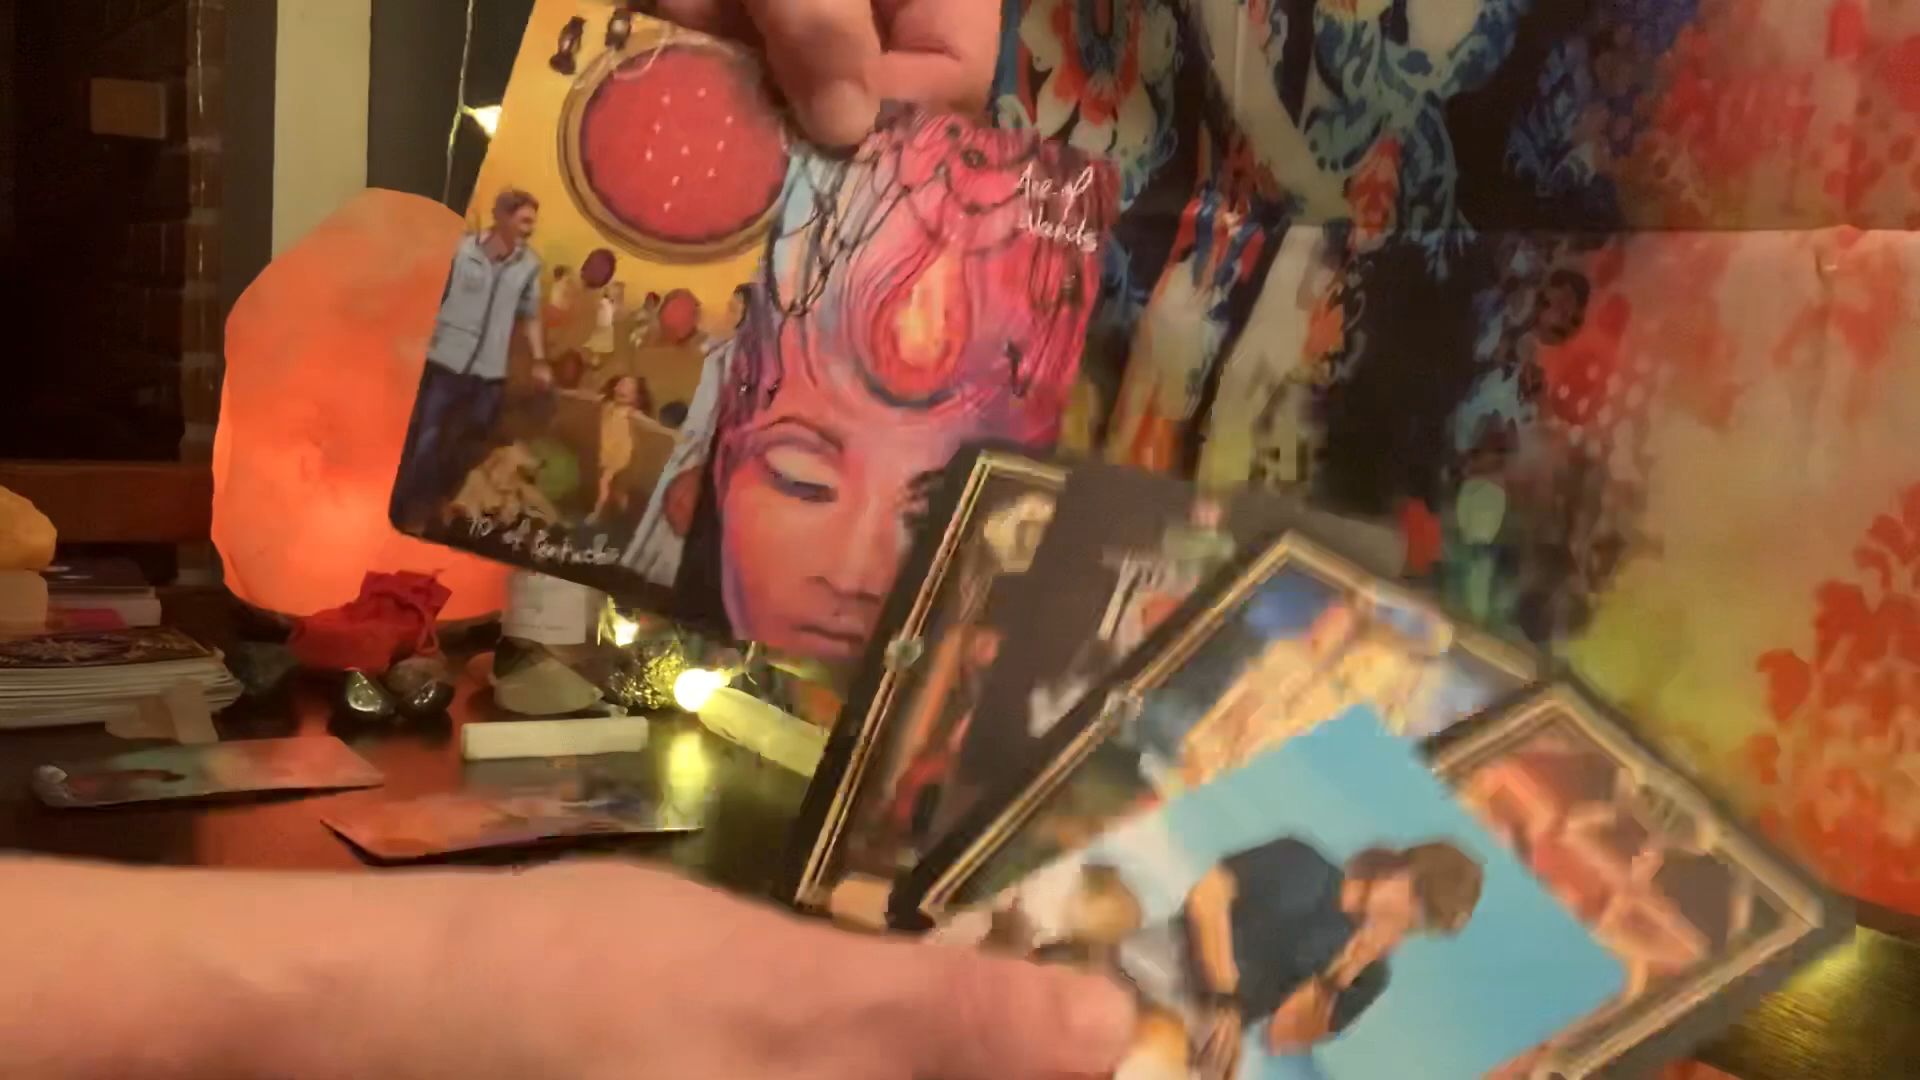 Ace of
Wands
10 of Pentacles